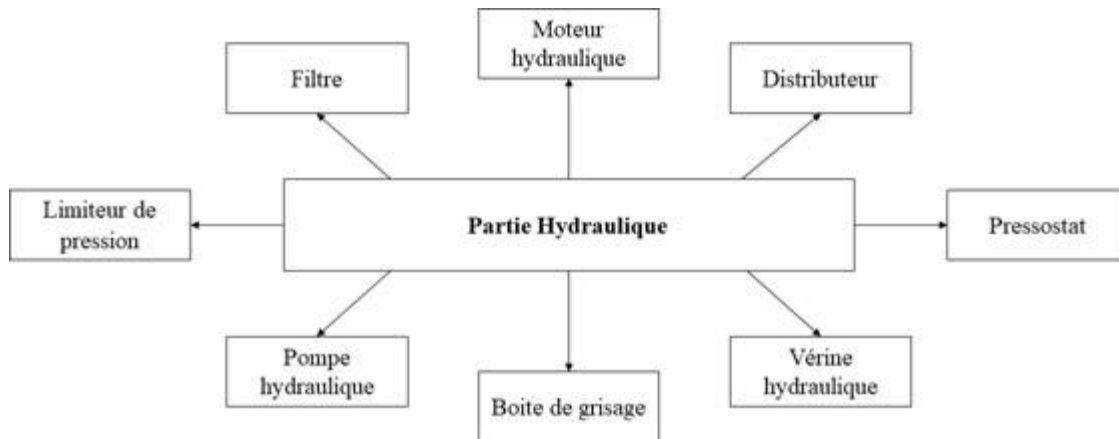 Moteur
hydraulique
Filtre
Distributeur
Limiteur de
pression
Partie Hydraulique
Pressostat
Pompe
hydraulique
Boite de grisage
Vérine
hydraulique